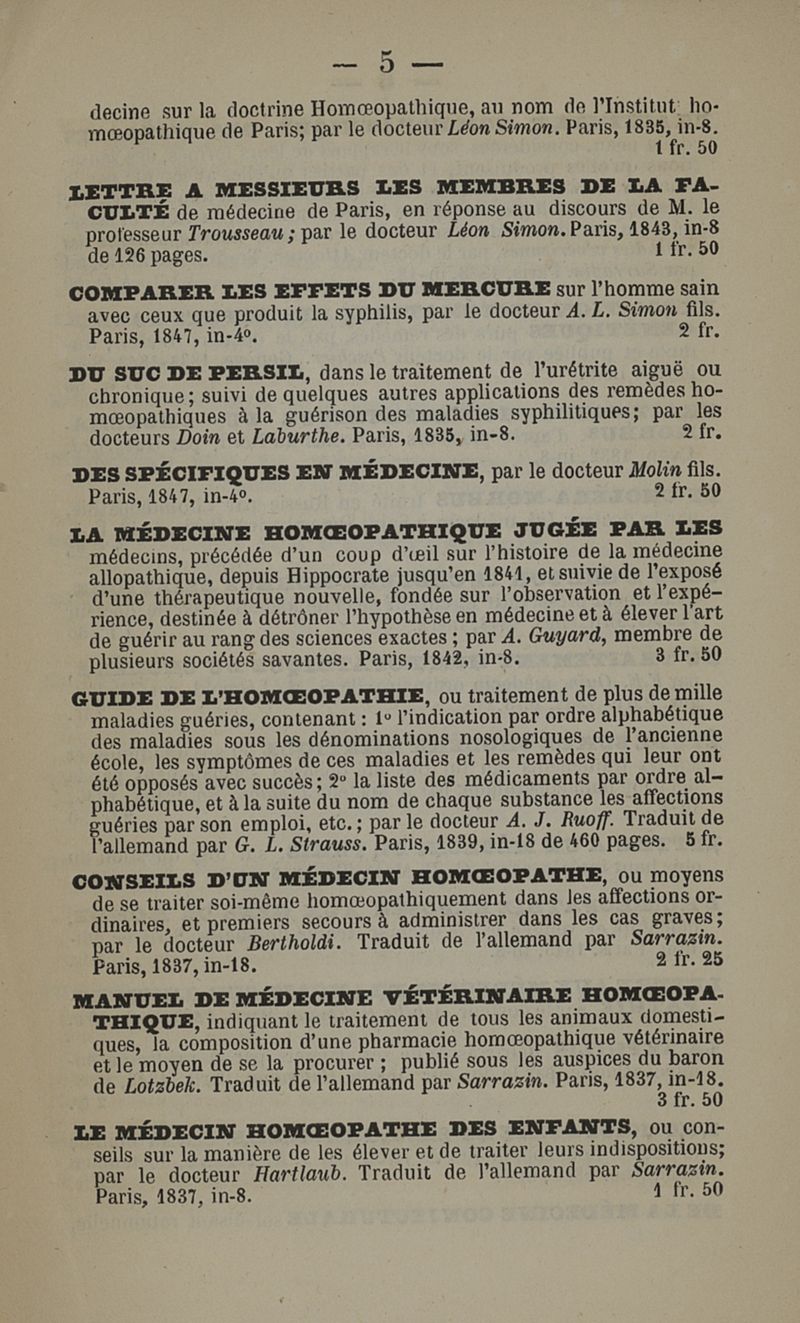 — 5 —
decine sur la doctrine Homœopathique, au nom de l'Institut ho-
mœopathique de Paris; par le docteur Léon Simon. Paris, 1835, in-8.
1 fr. 50
LETTRE A MESSIEURS LES MEMBRES DE LA FA-
CULTÉ de médecine de Paris, en réponse au discours de M. le
professeur Trousseau; par le docteur Léon Simon. Paris, 1843, in-8
de 126 pages. 1 fr. 50
COMPARER LES EFFETS DU MERCURE sur l'homme sain
avec ceux que produit la syphilis, par le docteur A. L. Simon fils.
Paris, 1847, in-4º. 2 fr.
DU SUC DE PERSIL, dans le traitement de l'urétrite aiguë ou
chronique; suivi de quelques autres applications des remèdes ho-
mœopathiques à la guérison des maladies syphilitiques; par les
docteurs Doin et Laburthe. Paris, 1835, in-8. 2 fr.
DES SPÉCIFIQUES EN MÉDECINE, par le docteur Molin fils.
Paris, 1847, in-4º. 2 fr. 50
LA MÉDECINE HOMŒOPATHIQUE JUGÉE PAR LES
médecins, précédée d'un coup d'œil sur l'histoire de la médecine
allopathique, depuis Hippocrate jusqu'en 1841, et suivie de l'exposé
d'une thérapeutique nouvelle, fondée sur l'observation et l'expé-
rience, destinée à détrôner l'hypothèse en médecine et à élever l'art
de guérir au rang des sciences exactes; par A. Guyard, membre de
plusieurs sociétés savantes. Paris, 1842, in-8. 3 fr. 50
GUIDE DE L'HOMŒOPATHIE, ou traitement de plus de mille
maladies guéries, contenant: 1º l'indication par ordre alphabétique
des maladies sous les dénominations nosologiques de l'ancienne
école, les symptômes de ces maladies et les remèdes qui leur ont
été opposés avec succès; 2º la liste des médicaments par ordre al-
phabétique, et à la suite du nom de chaque substance les affections
guéries par son emploi, etc.; par le docteur A. J. Ruoff. Traduit de
l'allemand par G. L. Strauss. Paris, 1839, in-18 de 460 pages. 5 fr.
CONSEILS D'UN MÉDECIN HOMŒOPATHE, ou moyens
de se traiter soi-même homœopathiquement dans les affections or-
dinaires, et premiers secours à administrer dans les cas graves;
par le docteur Bertholdi. Traduit de l'allemand par Sarrazin.
Paris, 1837, in-18. 2 fr. 25
MANUEL DE MÉDECINE VÉTÉRINAIRE HOMŒOPA-
THIQUE, indiquant le traitement de tous les animaux domesti-
ques, la composition d'une pharmacie homœopathique vétérinaire
et le moyen de se la procurer; publié sous les auspices du baron
de Lotzbek. Traduit de l'allemand par Sarrazin. Paris, 1837, in-18.
3 fr. 50
LE MÉDECIN HOMŒOPATHE DES ENFANTS, ou con-
seils sur la manière de les élever et de traiter leurs indispositions;
par le docteur Hartlaub. Traduit de l'allemand par Sarrazin.
Paris, 1837, in-8. 1 fr. 50